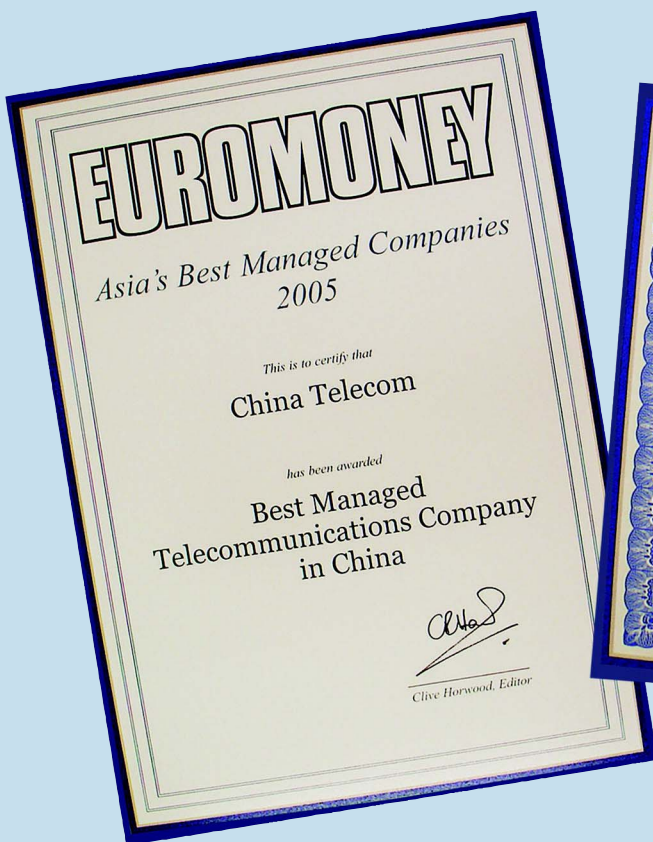 EUROMONEY
Asia's Best Managed Companies
2005
This is to certify that
China Telecom
has been awarded
Best Managed
Telecommunications Company
in China
Clive Horwood, Editor